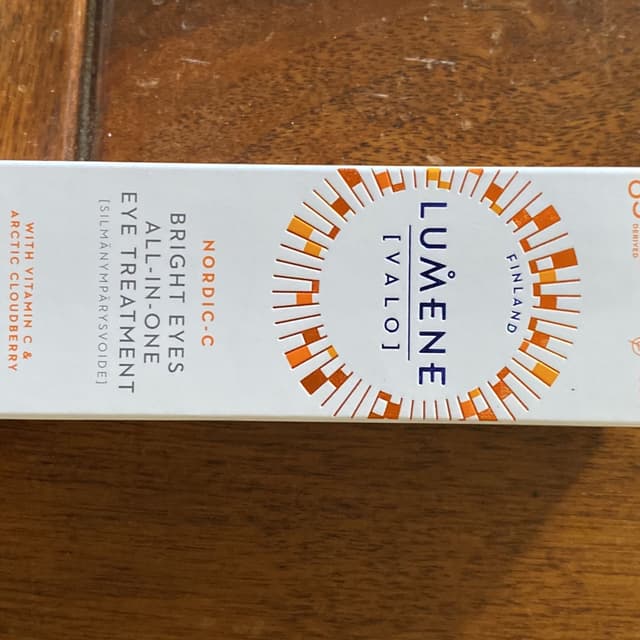 DERIVED
FINLAND
LUMENE
[VALO]
NORDIC-C
BRIGHT EYES
ALL-IN-ONE
EYE TREATMENT
[SILMÄNYMPÄRYSVOIDE]
WITH VITAMIN C &
ARCTIC CLOUDBERRY